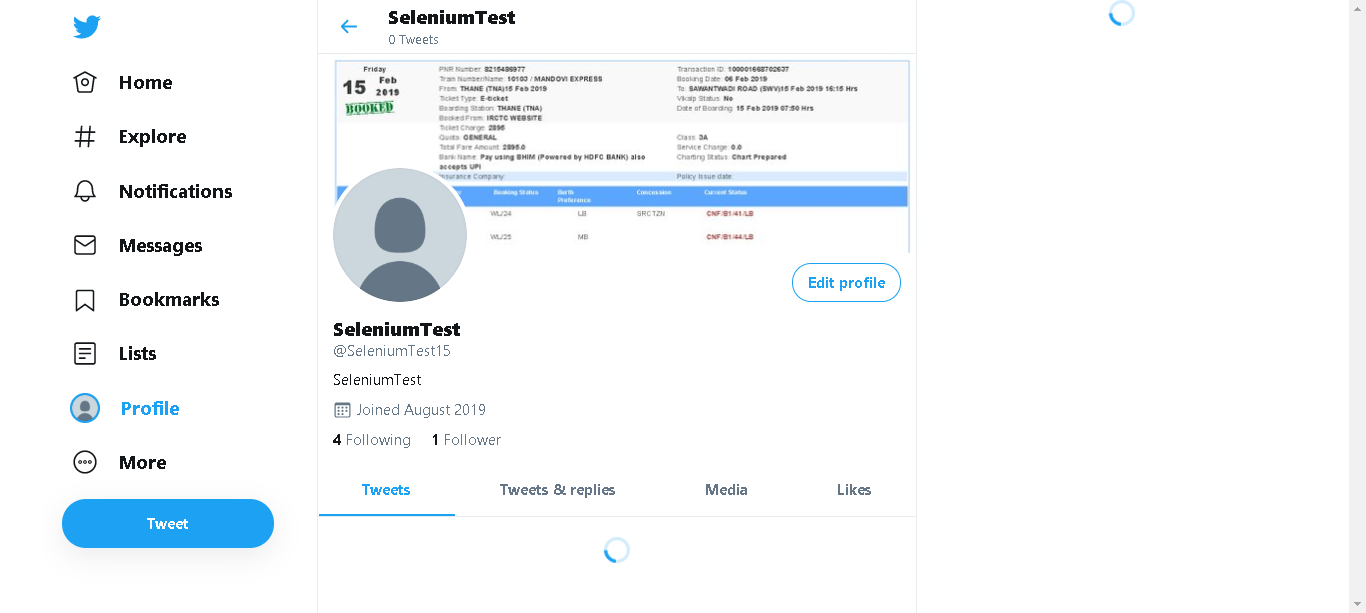 Home
Explore
Notifications
Messages
Bookmarks
Lists
Profile
More
Tweet
SeleniumTest
0 Tweets
Friday
15 Feb 2019
BOOKED
PNR Number: 8215486977
Train Number/Name: 10103 / MANDOVI EXPRESS
From: THANE (TNA)15 Feb 2019
Ticket Type: E-ticket
Boarding Station: THANE (TNA)
Booked From: IRCTC WEBSITE
Ticket Charge: 2895
Quota: GENERAL
Total Fare Amount: 2895.0
Bank Name: Pay using BHIM (Powered by HDFC BANK) also
accepts UPI
Insurance Company:
Transaction ID: 100001668702637
Booking Date: 06 Feb 2019
To: SAWANTWADI ROAD (SWV)15 Feb 2019 16:15 Hrs
Vikalp Status: No
Date of Boarding: 15 Feb 2019 07:50 Hrs
Class: 3A
Service Charge: 0.0
Charting Status: Chart Prepared
Policy Issue date:
Booking Status Berth Preference Concession Current Status
WL/24 LB SRCTZN CNF/B1/41/LB
WL/25 MB CNF/B1/44/LB
Edit profile
SeleniumTest
@SeleniumTest15
SeleniumTest
Joined August 2019
4 Following 1 Follower
Tweets Tweets & replies Media Likes